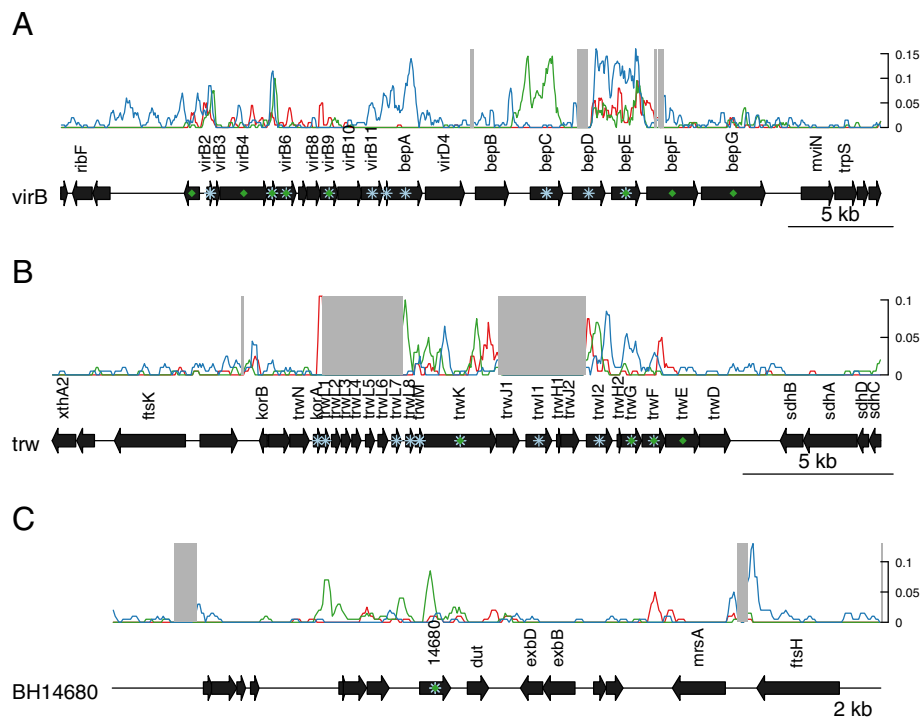 A
0.15
0.1
0.05
0
ribF
virB2
virB3
virB4
virB6
virB8
virB9
virB10
virB11
bepA
virD4
bepB
bepC
bepD
bepE
bepF
bepG
mviN
trpS
virB
5 kb
B
0.1
0.05
0
xthA2
ftsK
korB
trwN
korA
trwL1
trwL2
trwL3
trwL4
trwL5
trwL6
trwL7
trwL8
trwM
trwK
trwJ1
trwI1
trwH1
trwJ2
trwI2
trwH2
trwG
trwF
trwE
trwD
sdhB
sdhA
sdhD
sdhC
trw
5 kb
C
0.1
0.05
0
14680
dut
exbD
exbB
mrsA
ftsH
BH14680
2 kb